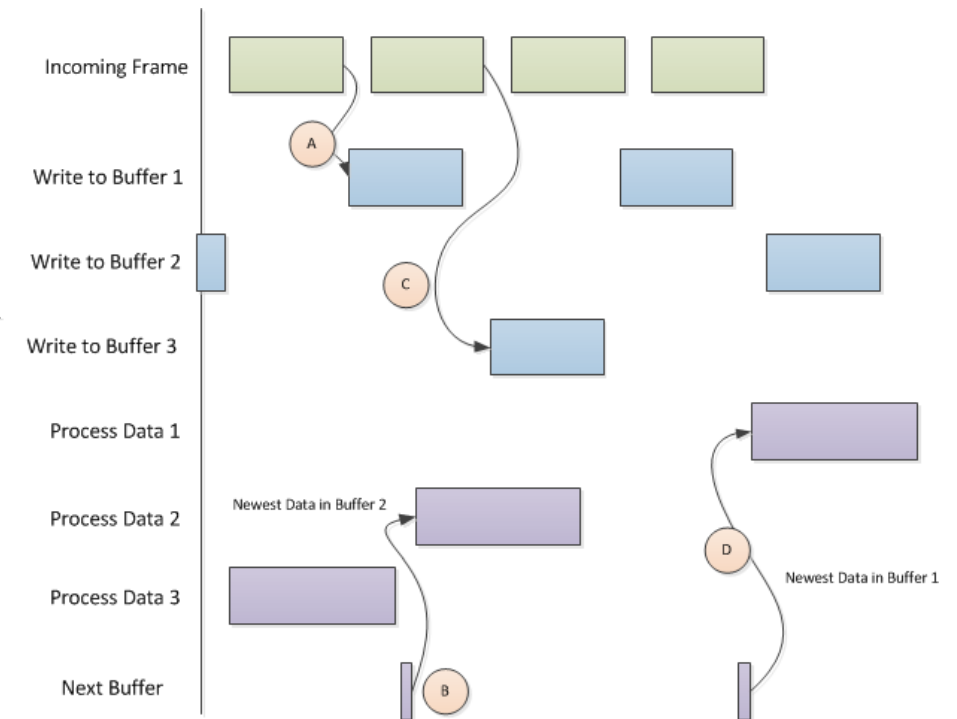 Incoming Frame
A
Write to Buffer 1
Write to Buffer 2
C
Write to Buffer 3
Process Data 1
Newest Data in Buffer 2
Process Data 2
D
Newest Data in Buffer 1
Process Data 3
Next Buffer
B